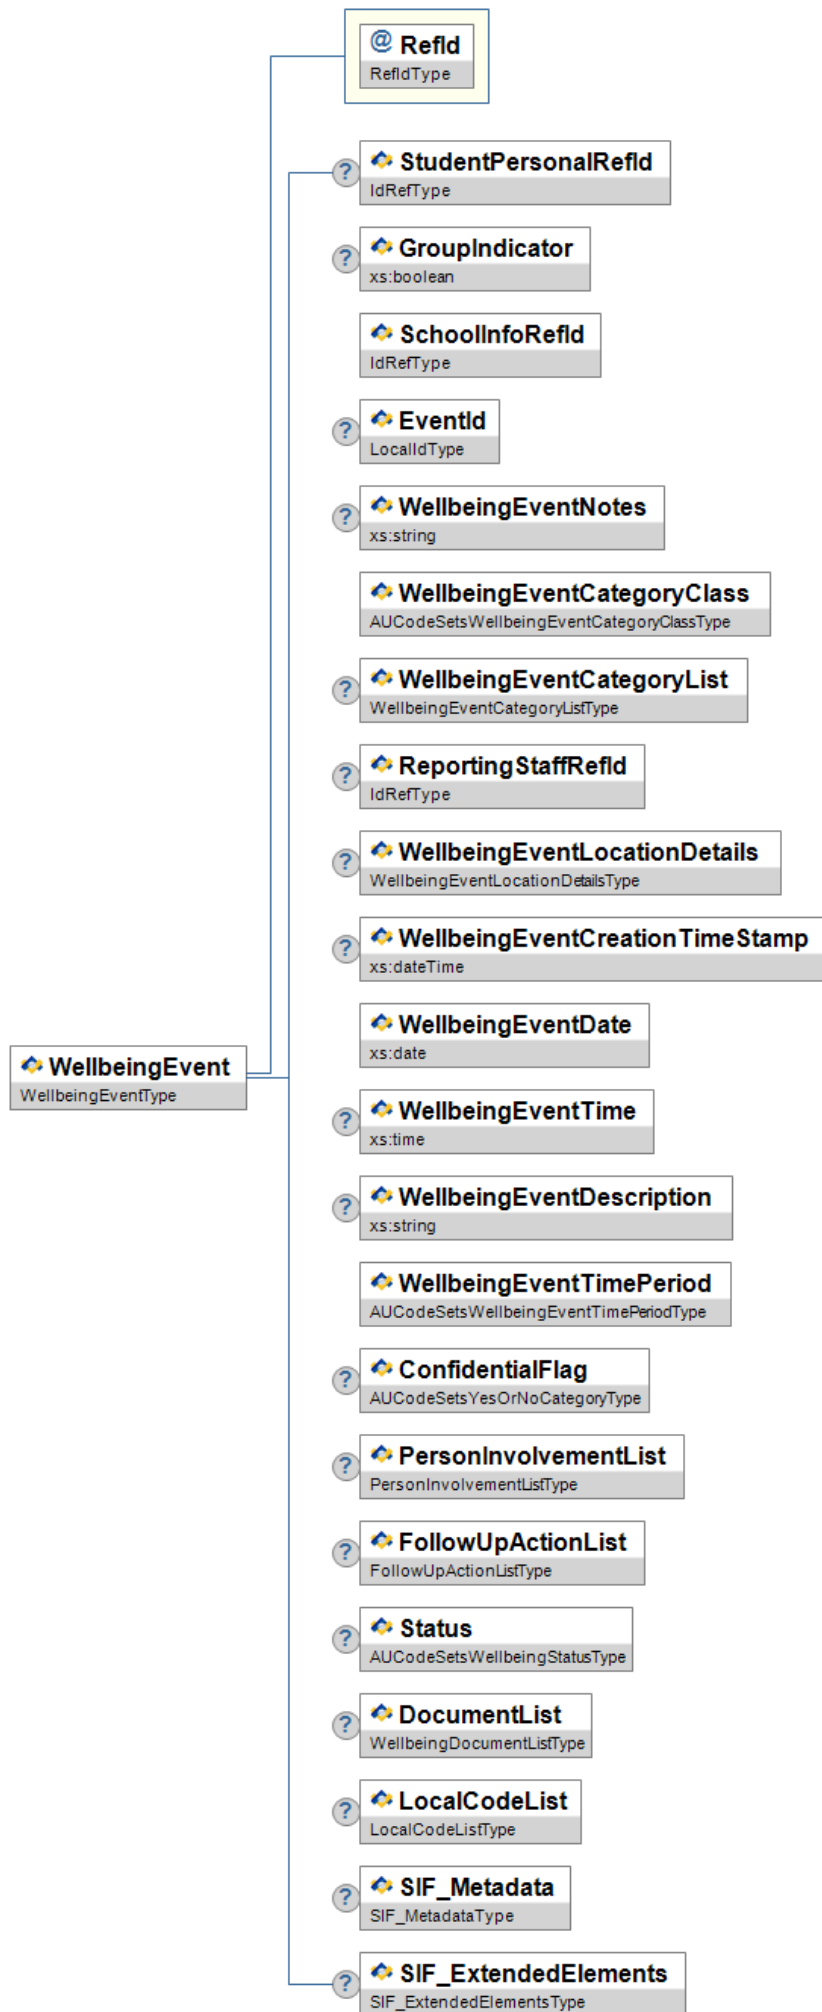 @ RefId
RefIdType
? StudentPersonalRefId
IdRefType
? GroupIndicator
xs:boolean
SchoolInfoRefId
IdRefType
? EventId
LocalIdType
? WellbeingEventNotes
xs:string
WellbeingEventCategoryClass
AUCodeSetsWellbeingEventCategoryClassType
? WellbeingEventCategoryList
WellbeingEventCategoryListType
? ReportingStaffRefId
IdRefType
? WellbeingEventLocationDetails
WellbeingEventLocationDetailsType
? WellbeingEventCreationTimeStamp
xs:dateTime
WellbeingEventDate
xs:date
WellbeingEvent
WellbeingEventType
? WellbeingEventTime
xs:time
? WellbeingEventDescription
xs:string
WellbeingEventTimePeriod
AUCodeSetsWellbeingEventTimePeriodType
? ConfidentialFlag
AUCodeSetsYesOrNoCategoryType
? PersonInvolvementList
PersonInvolvementListType
? FollowUpActionList
FollowUpActionListType
? Status
AUCodeSetsWellbeingStatusType
? DocumentList
WellbeingDocumentListType
? LocalCodeList
LocalCodeListType
? SIF_Metadata
SIF_MetadataType
? SIF_ExtendedElements
SIF_ExtendedElementsType